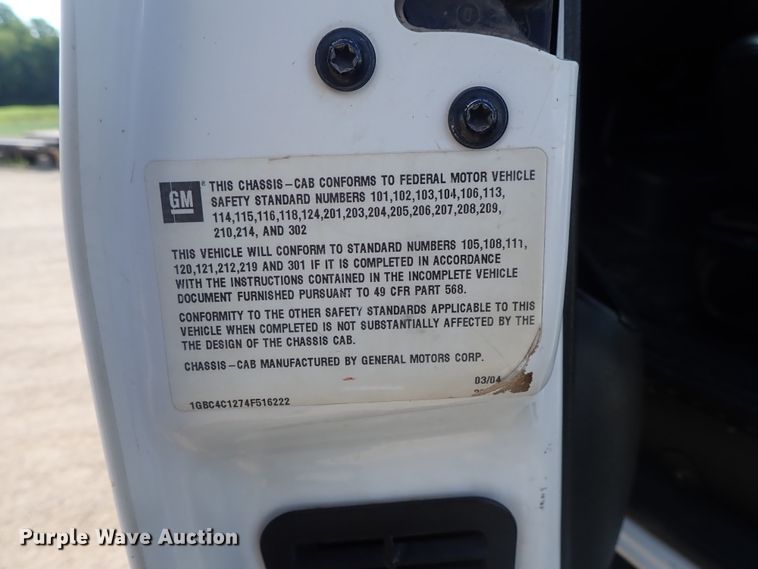 GM ® THIS CHASSIS-CAB CONFORMS TO FEDERAL MOTOR VEHICLE
SAFETY STANDARD NUMBERS 101,102,103,104,106,113,
114,115,116,118,124,201,203,204,205,206,207,208,209,
210,214, AND 302
THIS VEHICLE WILL CONFORM TO STANDARD NUMBERS 105,108,111,
120,121,212,219 AND 301 IF IT IS COMPLETED IN ACCORDANCE
WITH THE INSTRUCTIONS CONTAINED IN THE INCOMPLETE VEHICLE
DOCUMENT FURNISHED PURSUANT TO 49 CFR PART 568.
CONFORMITY TO THE OTHER SAFETY STANDARDS APPLICABLE TO THIS
VEHICLE WHEN COMPLETED IS NOT SUBSTANTIALLY AFFECTED BY THE
THE DESIGN OF THE CHASSIS CAB.
CHASSIS-CAB MANUFACTURED BY GENERAL MOTORS CORP.
03/04
1GBC4C1274F516222
Purple Wave Auction